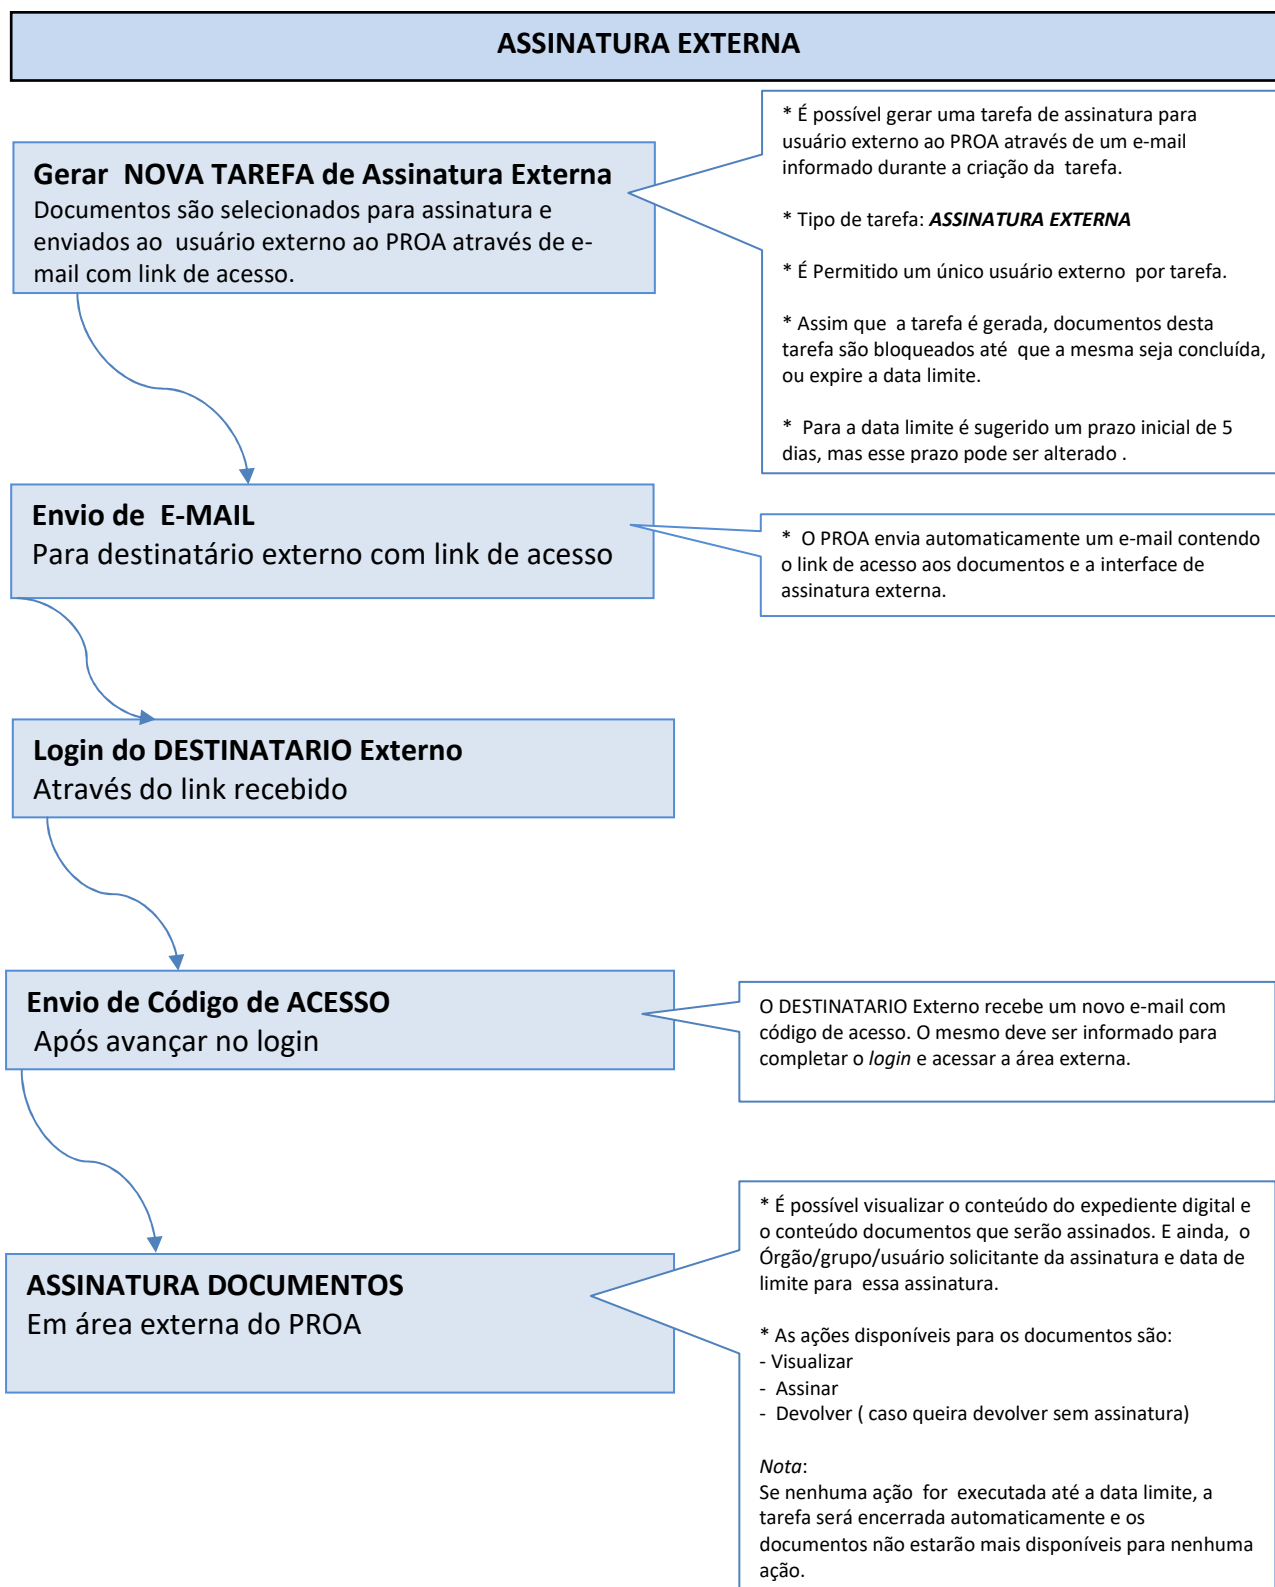 ASSINATURA EXTERNA
Gerar  NOVA TAREFA de Assinatura Externa
Documentos são selecionados para assinatura e
enviados ao  usuário externo ao PROA através de e-
mail com link de acesso.
* É possível gerar uma tarefa de assinatura para
usuário externo ao PROA através de um e-mail
informado durante a criação da  tarefa.
* Tipo de tarefa: ASSINATURA EXTERNA
* É Permitido um único usuário externo  por tarefa.
* Assim que  a tarefa é gerada, documentos desta
tarefa são bloqueados até  que a mesma seja concluída,
ou expire a data limite.
*  Para a data limite é sugerido um prazo inicial de 5
dias, mas esse prazo pode ser alterado .
Envio de  E-MAIL
Para destinatário externo com link de acesso
*  O PROA envia automaticamente um e-mail contendo
o link de acesso aos documentos e a interface de
assinatura externa.
Login do DESTINATARIO Externo
Através do link recebido
Envio de Código de ACESSO
Após avançar no login
O DESTINATARIO Externo recebe um novo e-mail com
código de acesso. O mesmo deve ser informado para
completar o login e acessar a área externa.
ASSINATURA DOCUMENTOS
Em área externa do PROA
* É possível visualizar o conteúdo do expediente digital e
o conteúdo documentos que serão assinados. E ainda,  o
Órgão/grupo/usuário solicitante da assinatura e data de
limite para  essa assinatura.
* As ações disponíveis para os documentos são:
- Visualizar
-  Assinar
-  Devolver ( caso queira devolver sem assinatura)
Nota:
Se nenhuma ação  for  executada até a data limite, a
tarefa será encerrada automaticamente e os
documentos não estarão mais disponíveis para nenhuma
ação.